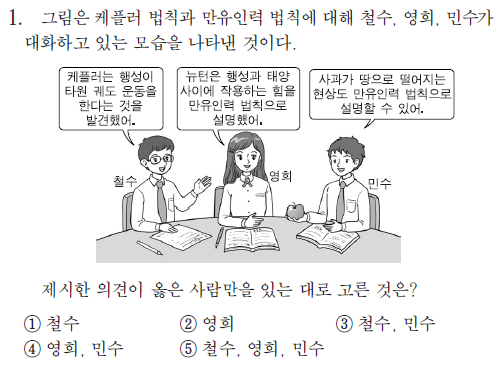 1. 그림은 케플러 법칙과 만유인력 법칙에 대해 철수, 영희, 민수가
대화하고 있는 모습을 나타낸 것이다.
케플러는 행성이
타원 궤도 운동을
한다는 것을
발견했어.
뉴턴은 행성과 태양
사이에 작용하는 힘을
만유인력 법칙으로
설명했어.
사과가 땅으로 떨어지는
현상도 만유인력 법칙으로
설명할 수 있어.
철수
영희
민수
제시한 의견이 옳은 사람만을 있는 대로 고른 것은?
① 철수 ② 영희 ③ 철수, 민수
④ 영희, 민수 ⑤ 철수, 영희, 민수